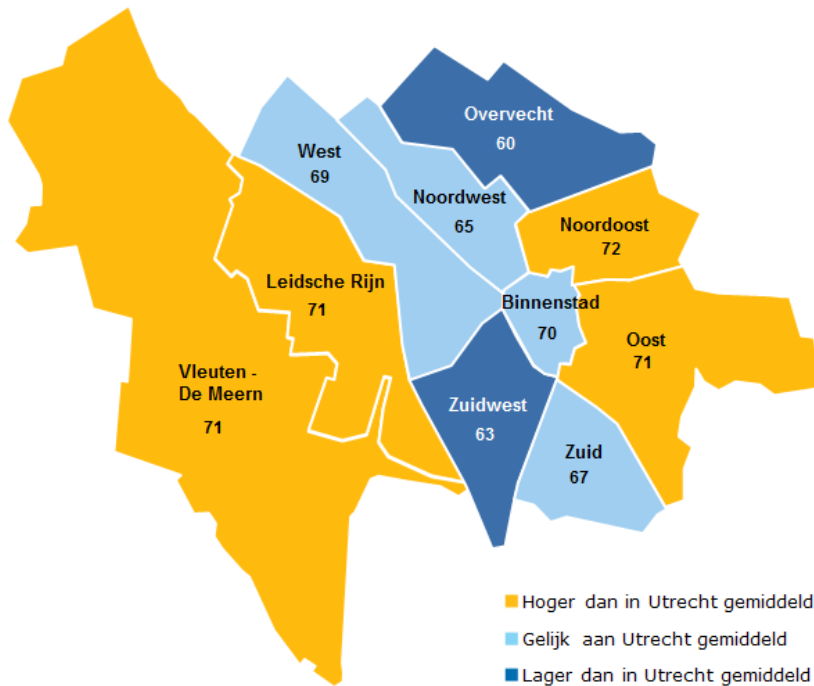 Overvecht
60
West
69
Noordwest
65
Noordoost
72
Leidsche Rijn
71
Binnenstad
70
Oost
71
Vleuten -
De Meern
71
Zuidwest
63
Zuid
67
Hoger dan in Utrecht gemiddeld
Gelijk aan Utrecht gemiddeld
Lager dan in Utrecht gemiddeld